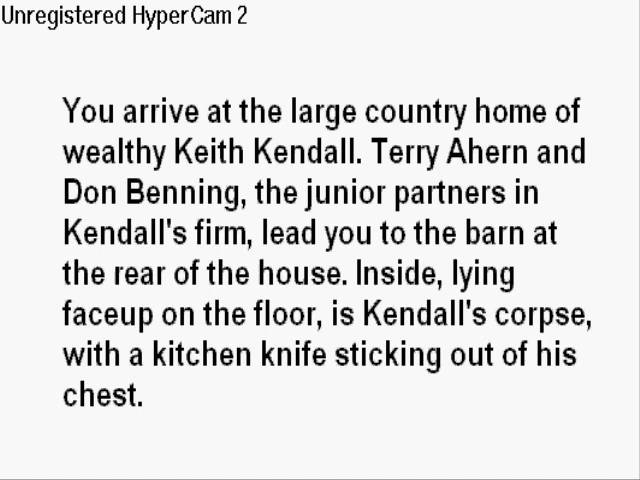 Unregistered HyperCam 2
You arrive at the large country home of
wealthy Keith Kendall. Terry Ahern and
Don Benning, the junior partners in
Kendall's firm, lead you to the barn at
the rear of the house. Inside, lying
faceup on the floor, is Kendall's corpse,
with a kitchen knife sticking out of his
chest.